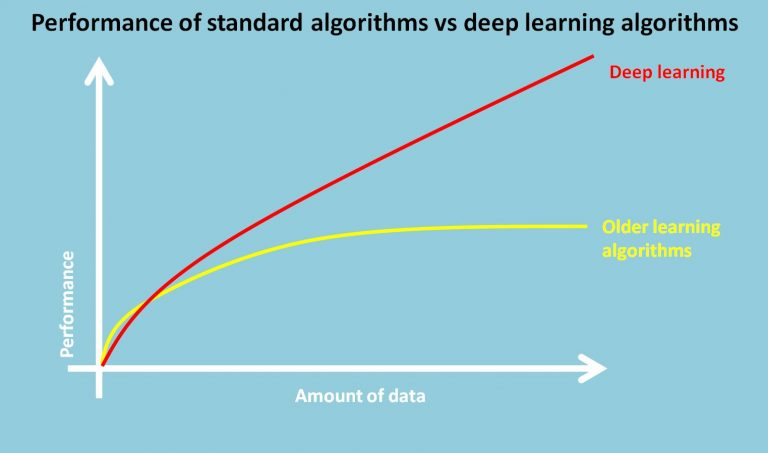 Performance of standard algorithms vs deep learning algorithms
Deep learning
Older learning
algorithms
Performance
Amount of data